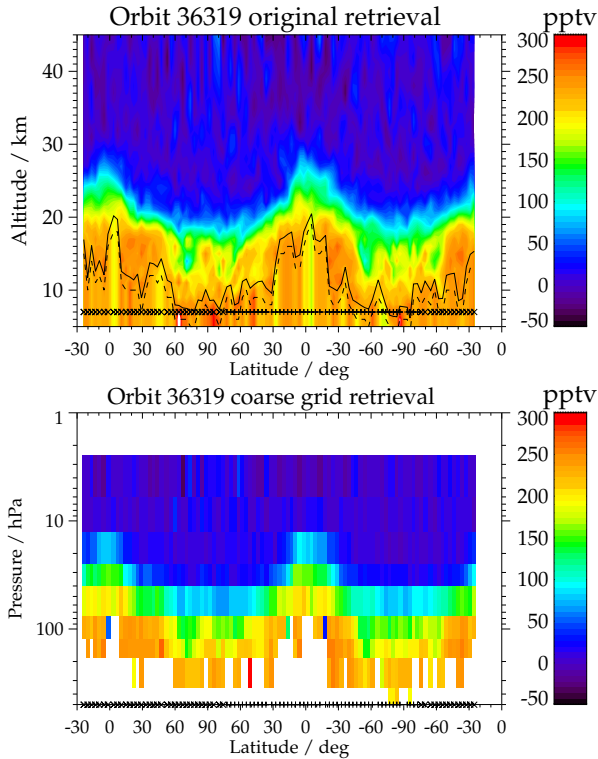 Orbit 36319 original retrieval
pptv
Altitude / km
40
30
20
10
-30 0 30 60 90 60 30 0 -30 -60 -90 -60 -30 0
Latitude / deg
300
250
200
150
100
50
0
-50
Orbit 36319 coarse grid retrieval
pptv
Pressure / hPa
1
10
100
-30 0 30 60 90 60 30 0 -30 -60 -90 -60 -30 0
Latitude / deg
300
250
200
150
100
50
0
-50